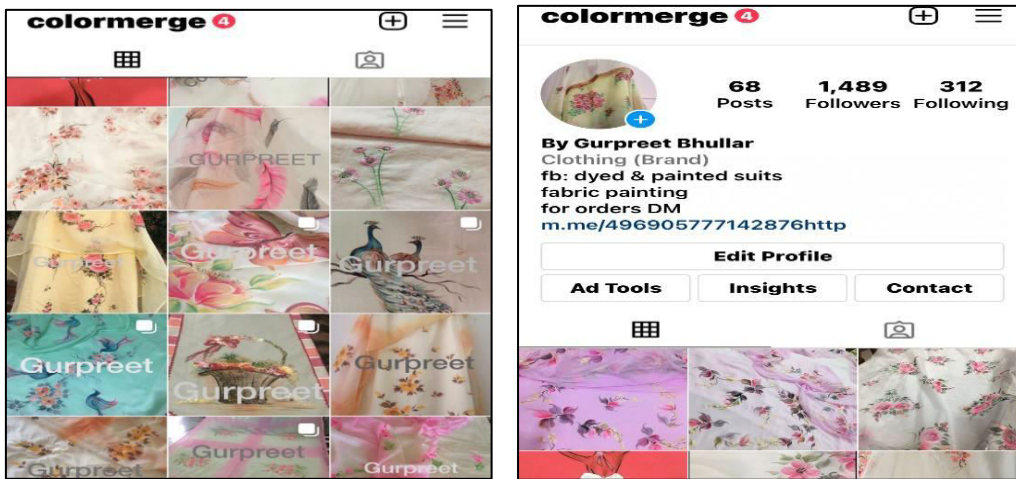 colormerge 4
GURPREET
Gurpreet
Gurpreet
Gurpreet
Gurpreet
Gurpreet
Gurpreet
Gurpreet
Gurpreet
Gurpreet
colormerge 4
68 1,489 312
Posts Followers Following
By Gurpreet Bhullar
Clothing (Brand)
fb: dyed & painted suits
fabric painting
for orders DM
m.me/496905777142876http
Edit Profile
Ad Tools Insights Contact